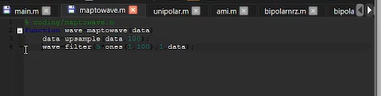 main.m maptowave.m unipolar.m ami.m bipolarnrz.m bipola
% coding/maptowave.m
function wave maptowave data
data upsample data 100
wave filter 5 ones 1 100 1 data